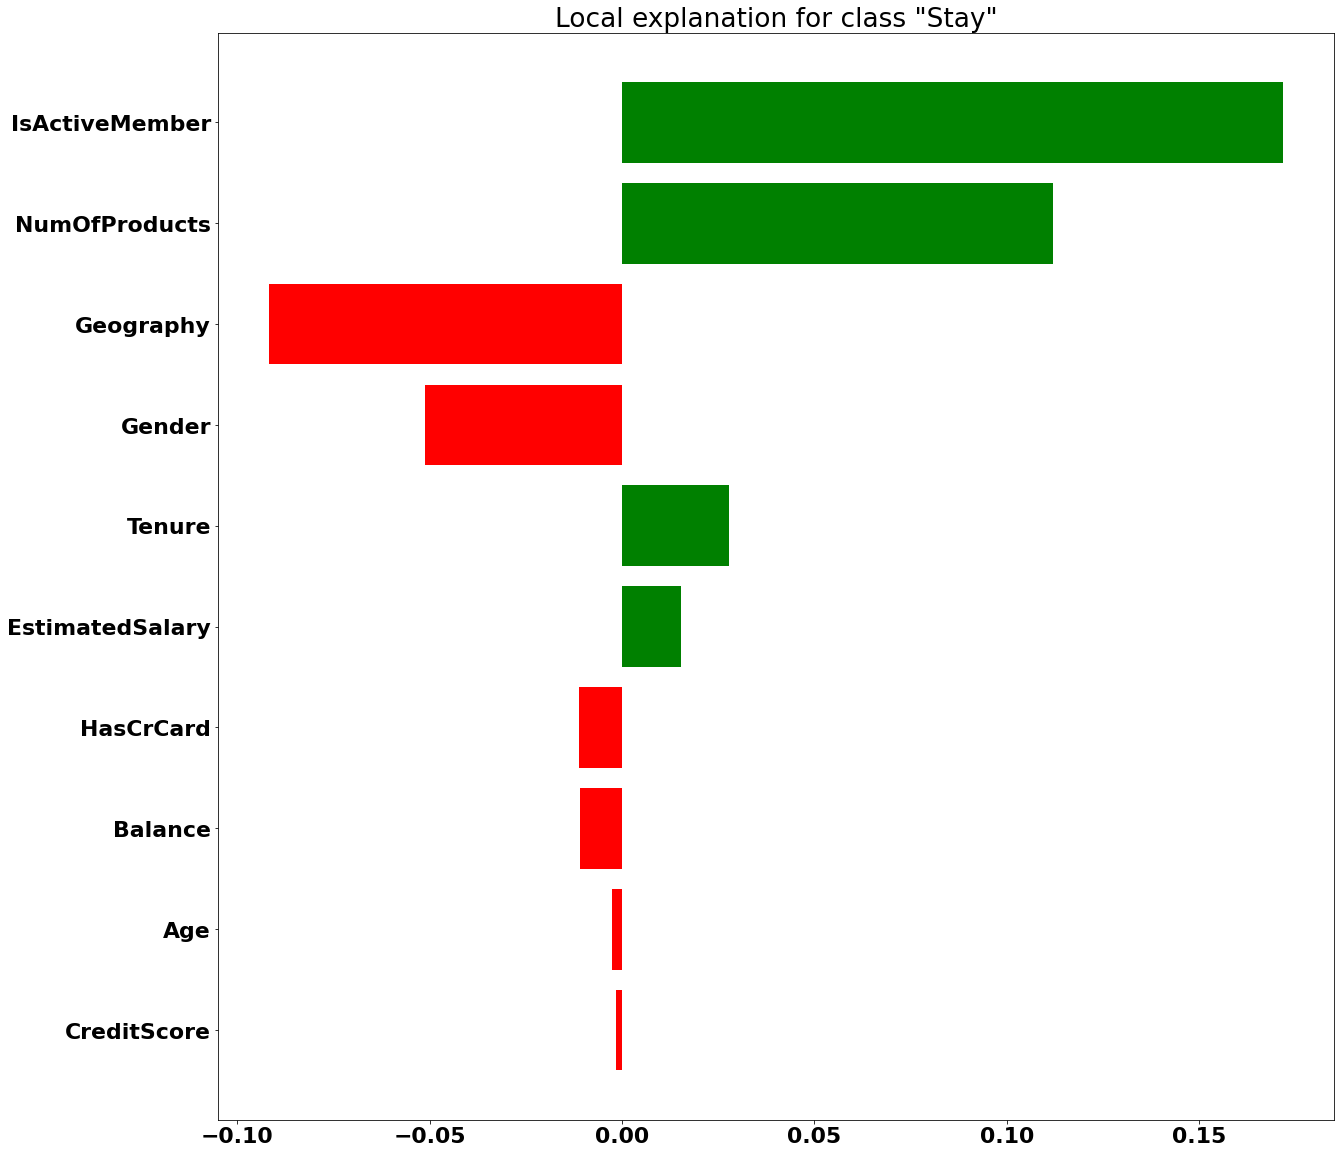 Local explanation for class "Stay"
IsActiveMember
NumOfProducts
Geography
Gender
Tenure
EstimatedSalary
HasCrCard
Balance
Age
CreditScore
−0.10 −0.05 0.00 0.05 0.10 0.15